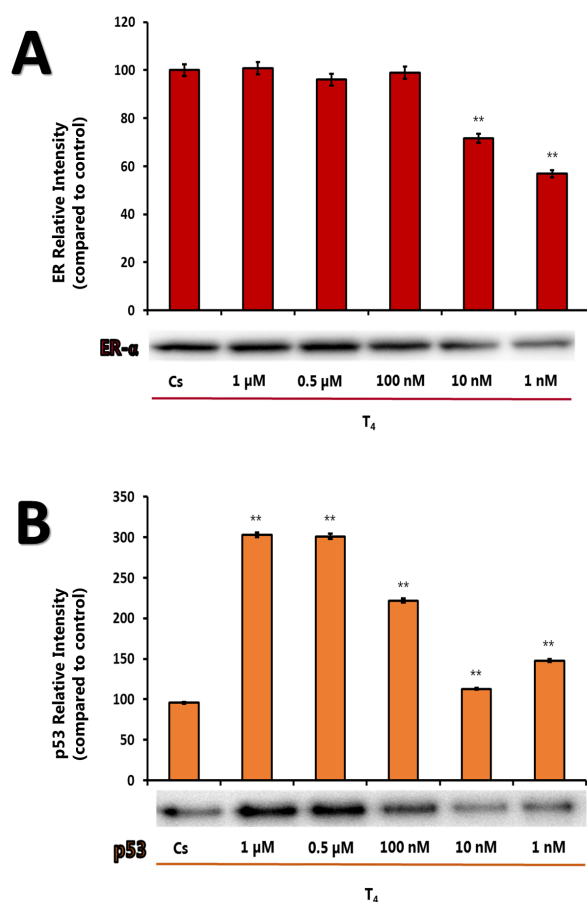 A
ER Relative Intensity
(compared to control)
120
100
80
60
40
20
0
**
**
ER-α
Cs 1 µM 0.5 µM 100 nM 10 nM 1 nM
T₄
B
p53 Relative Intensity
(compared to control)
350
300
250
200
150
100
50
0
** ** ** ** **
p53
Cs 1 µM 0.5 µM 100 nM 10 nM 1 nM
T₄